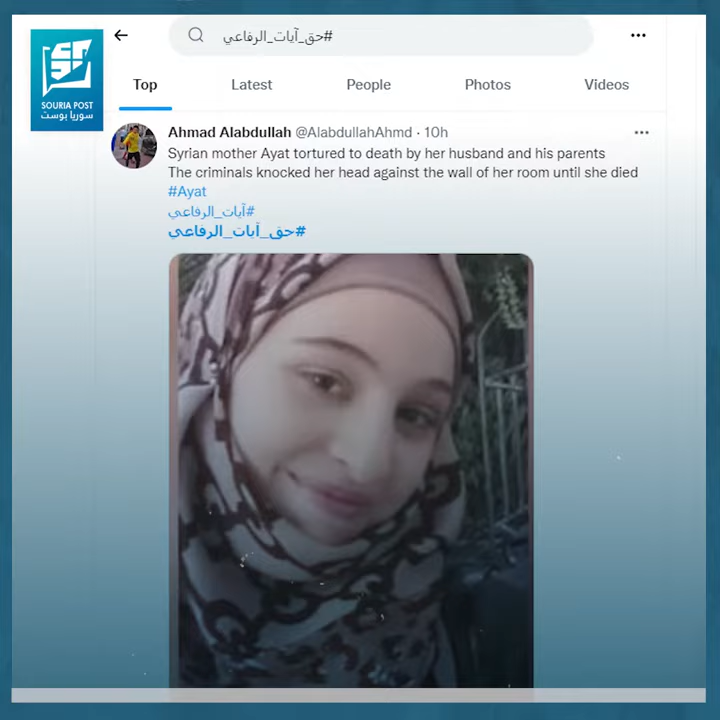 #حق_آيات_الرفاعي
SOURIA POST
سوريا بوست
Top Latest People Photos Videos
Ahmad Alabdullah @AlabdullahAhmd · 10h
Syrian mother Ayat tortured to death by her husband and his parents
The criminals knocked her head against the wall of her room until she died
#Ayat
#آيات_الرفاعي
#حق_آيات_الرفاعي